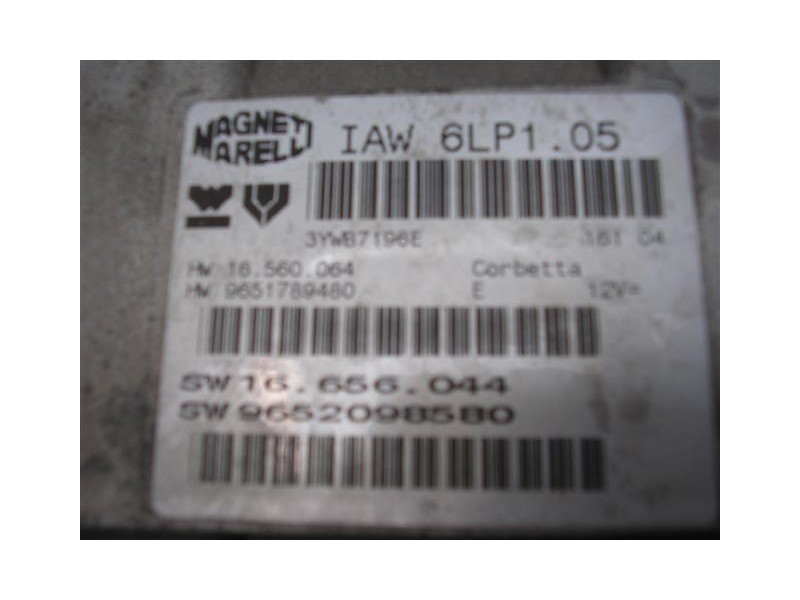 MAGNETI
MARELLI
IAW 6LP1.05
3YWB7196E 161 04
HW 16.560.064 Corbetta
HW 9651789480 E 12V=
SW 16.656.044
SW 9652098580